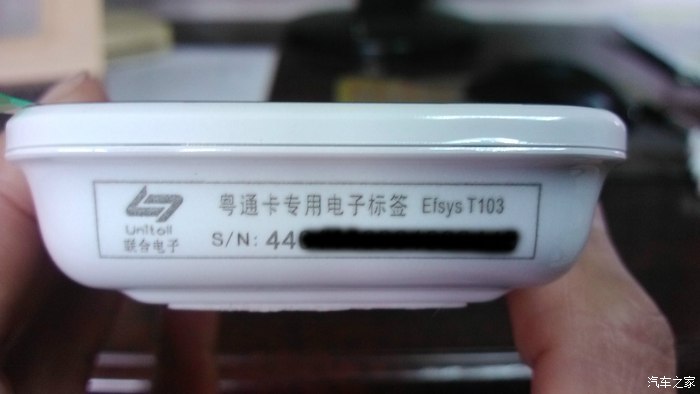 粤通卡专用电子标签 Efsys T103
Unitoll
联合电子
S/N: 44
汽车之家